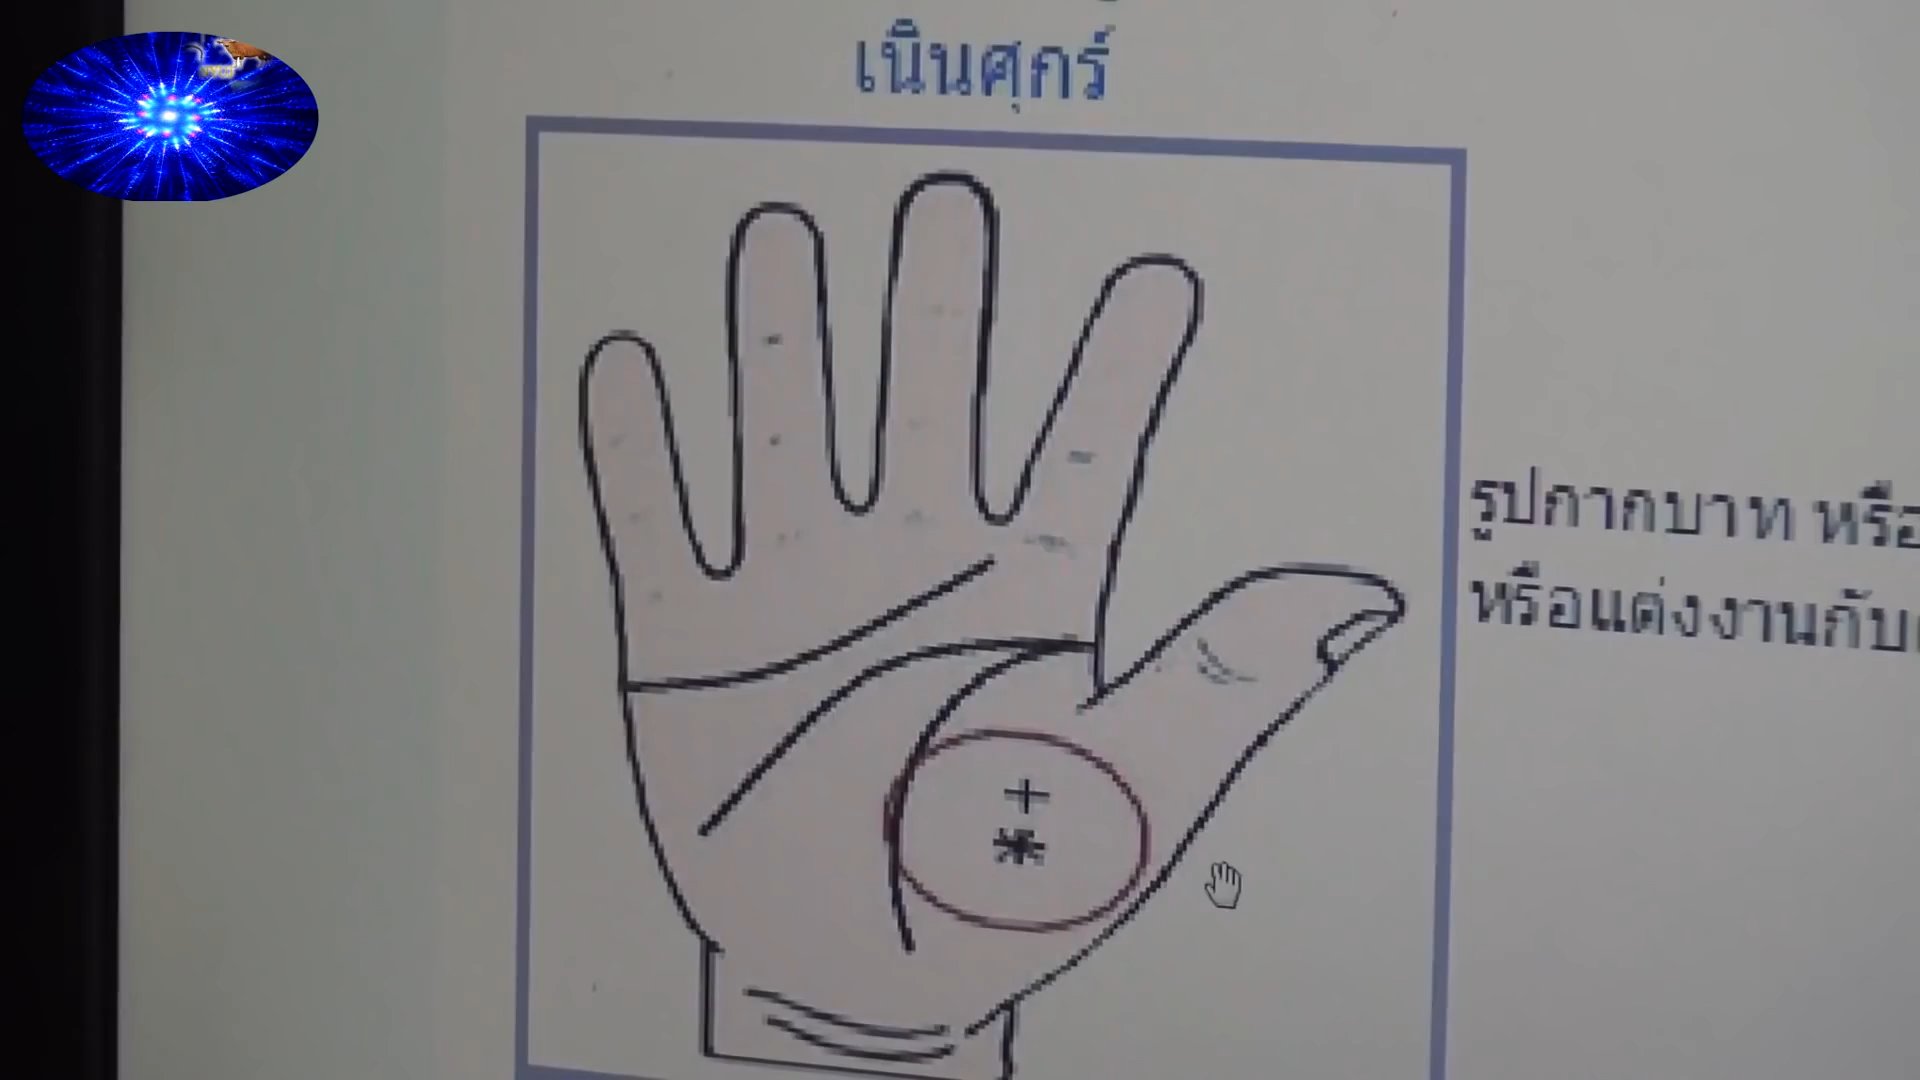 เนินศุกร์
รูปกากบาท หรือ
หรือแต่งงานกับ